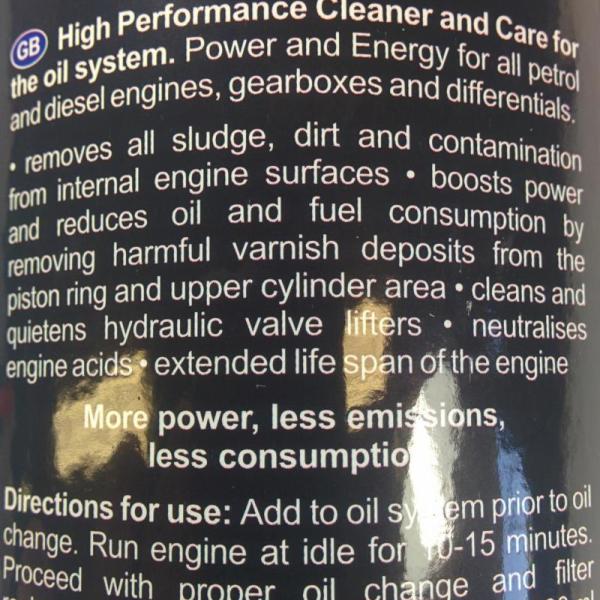 GB High Performance Cleaner and Care for
the oil system. Power and Energy for all petrol
and diesel engines, gearboxes and differentials.
• removes all sludge, dirt and contamination
from internal engine surfaces • boosts power
and reduces oil and fuel consumption by
removing harmful varnish deposits from the
piston ring and upper cylinder area • cleans and
quietens hydraulic valve lifters • neutralises
engine acids • extended life span of the engine
More power, less emissions,
less consumptio
Directions for use: Add to oil system prior to oil
change. Run engine at idle for 10-15 minutes.
Proceed with proper oil change and filter
ml